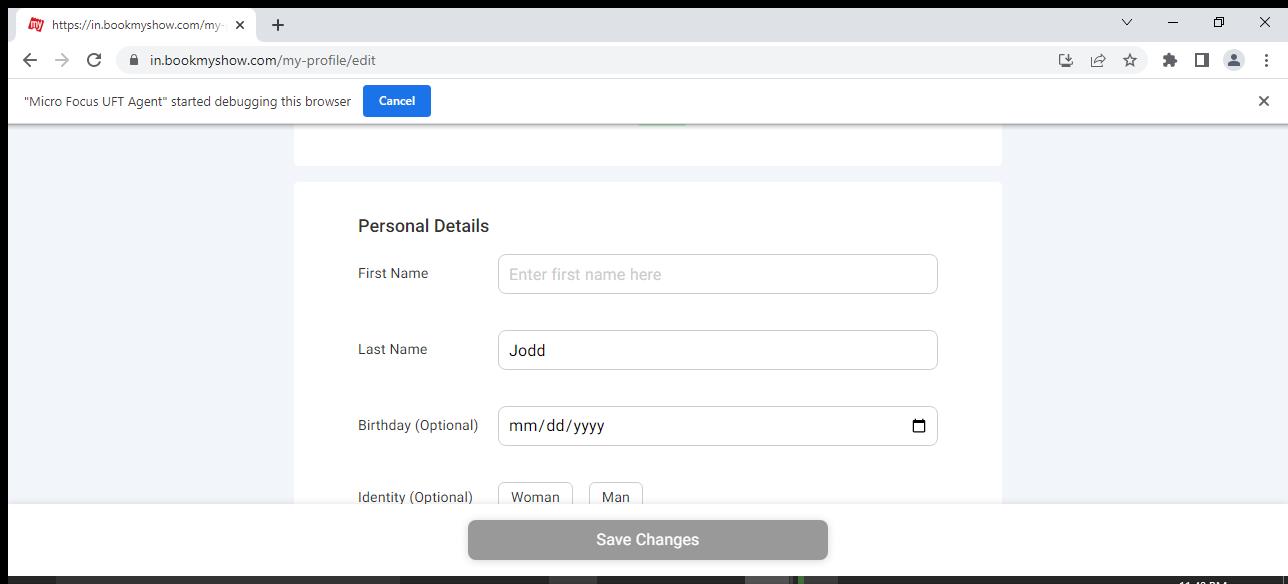 my https://in.bookmyshow.com/my-
in.bookmyshow.com/my-profile/edit
"Micro Focus UFT Agent" started debugging this browser Cancel
Personal Details
First Name Enter first name here
Last Name Jodd
Birthday (Optional) mm/dd/yyyy
Identity (Optional) Woman Man
Save Changes